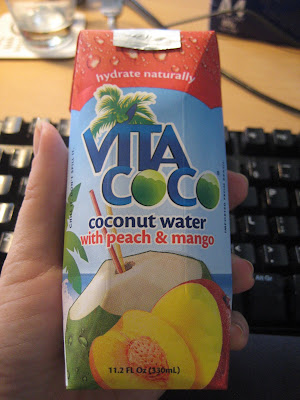 hydrate naturally
VITA
COCO
coconut water
with peach & mango
11.2 FL Oz (330mL)